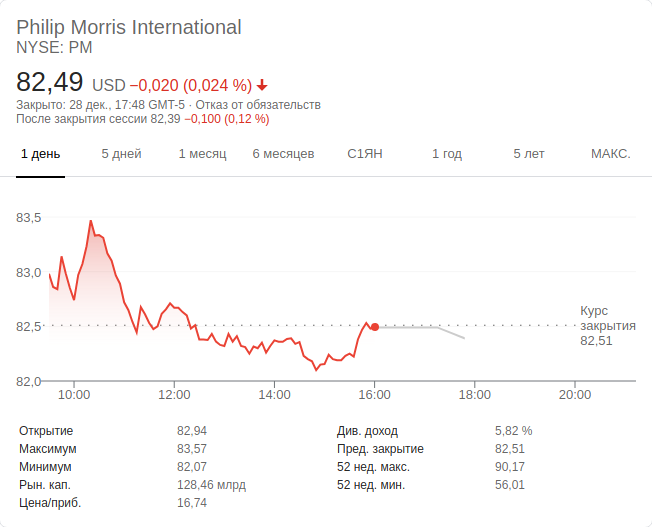 Philip Morris International
NYSE: PM
82,49 USD −0,020 (0,024 %)
Закрыто: 28 дек., 17:48 GMT-5 · Отказ от обязательств
После закрытия сессии 82,39 −0,100 (0,12 %)
1 день 5 дней 1 месяц 6 месяцев С1ЯН 1 год 5 лет МАКС.
83,5
83,0
82,5
82,0
Курс
закрытия
82,51
10:00 12:00 14:00 16:00 18:00 20:00
Открытие 82,94
Максимум 83,57
Минимум 82,07
Рын. кап. 128,46 млрд
Цена/приб. 16,74
Див. доход 5,82 %
Пред. закрытие 82,51
52 нед. макс. 90,17
52 нед. мин. 56,01